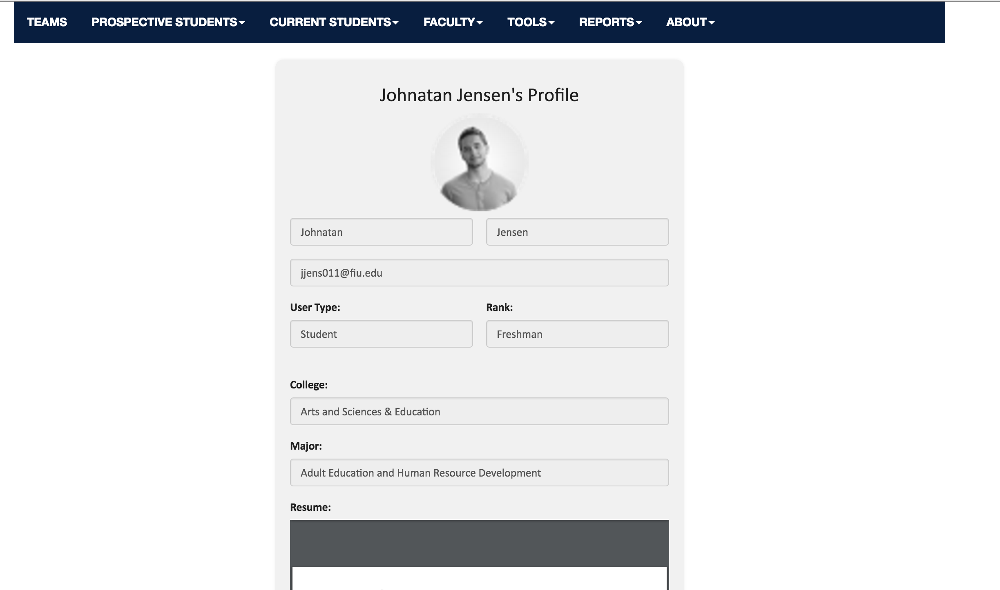 TEAMS PROSPECTIVE STUDENTS CURRENT STUDENTS FACULTY TOOLS REPORTS ABOUT
Johnatan Jensen's Profile
Johnatan Jensen
jjens011@fiu.edu
User Type: Rank:
Student Freshman
College:
Arts and Sciences & Education
Major:
Adult Education and Human Resource Development
Resume: